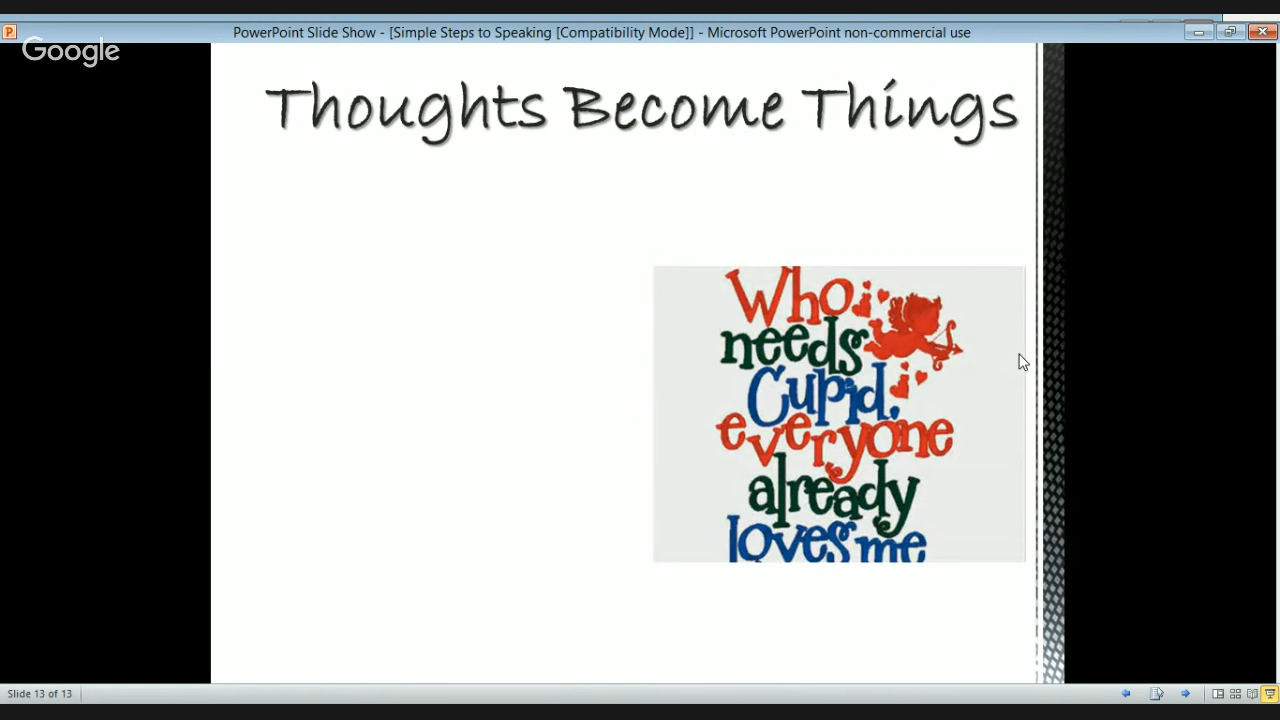 PowerPoint Slide Show - [Simple Steps to Speaking [Compatibility Mode]] - Microsoft PowerPoint non-commercial use
Google
Thoughts Become Things
Who
needs
Cupid,
everyone
already
loves me
Slide 13 of 13